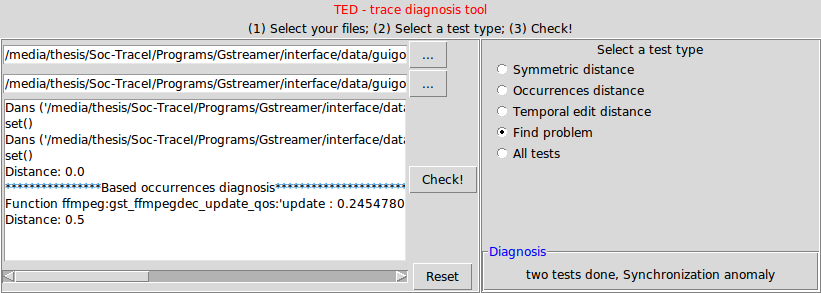 TED - trace diagnosis tool
(1) Select your files; (2) Select a test type; (3) Check!
/media/thesis/Soc-TraceI/Programs/Gstreamer/interface/data/guigo
...
/media/thesis/Soc-TraceI/Programs/Gstreamer/interface/data/guigo
...
Dans ('/media/thesis/Soc-TraceI/Programs/Gstreamer/interface/data
set()
Dans ('/media/thesis/Soc-TraceI/Programs/Gstreamer/interface/data
set()
Distance: 0.0
****************Based occurrences diagnosis**********************
Function ffmpeg:gst_ffmpegdec_update_qos:'update : 0.2454780
Distance: 0.5
Check!
Reset
Select a test type
Symmetric distance
Occurrences distance
Temporal edit distance
Find problem
All tests
Diagnosis
two tests done, Synchronization anomaly